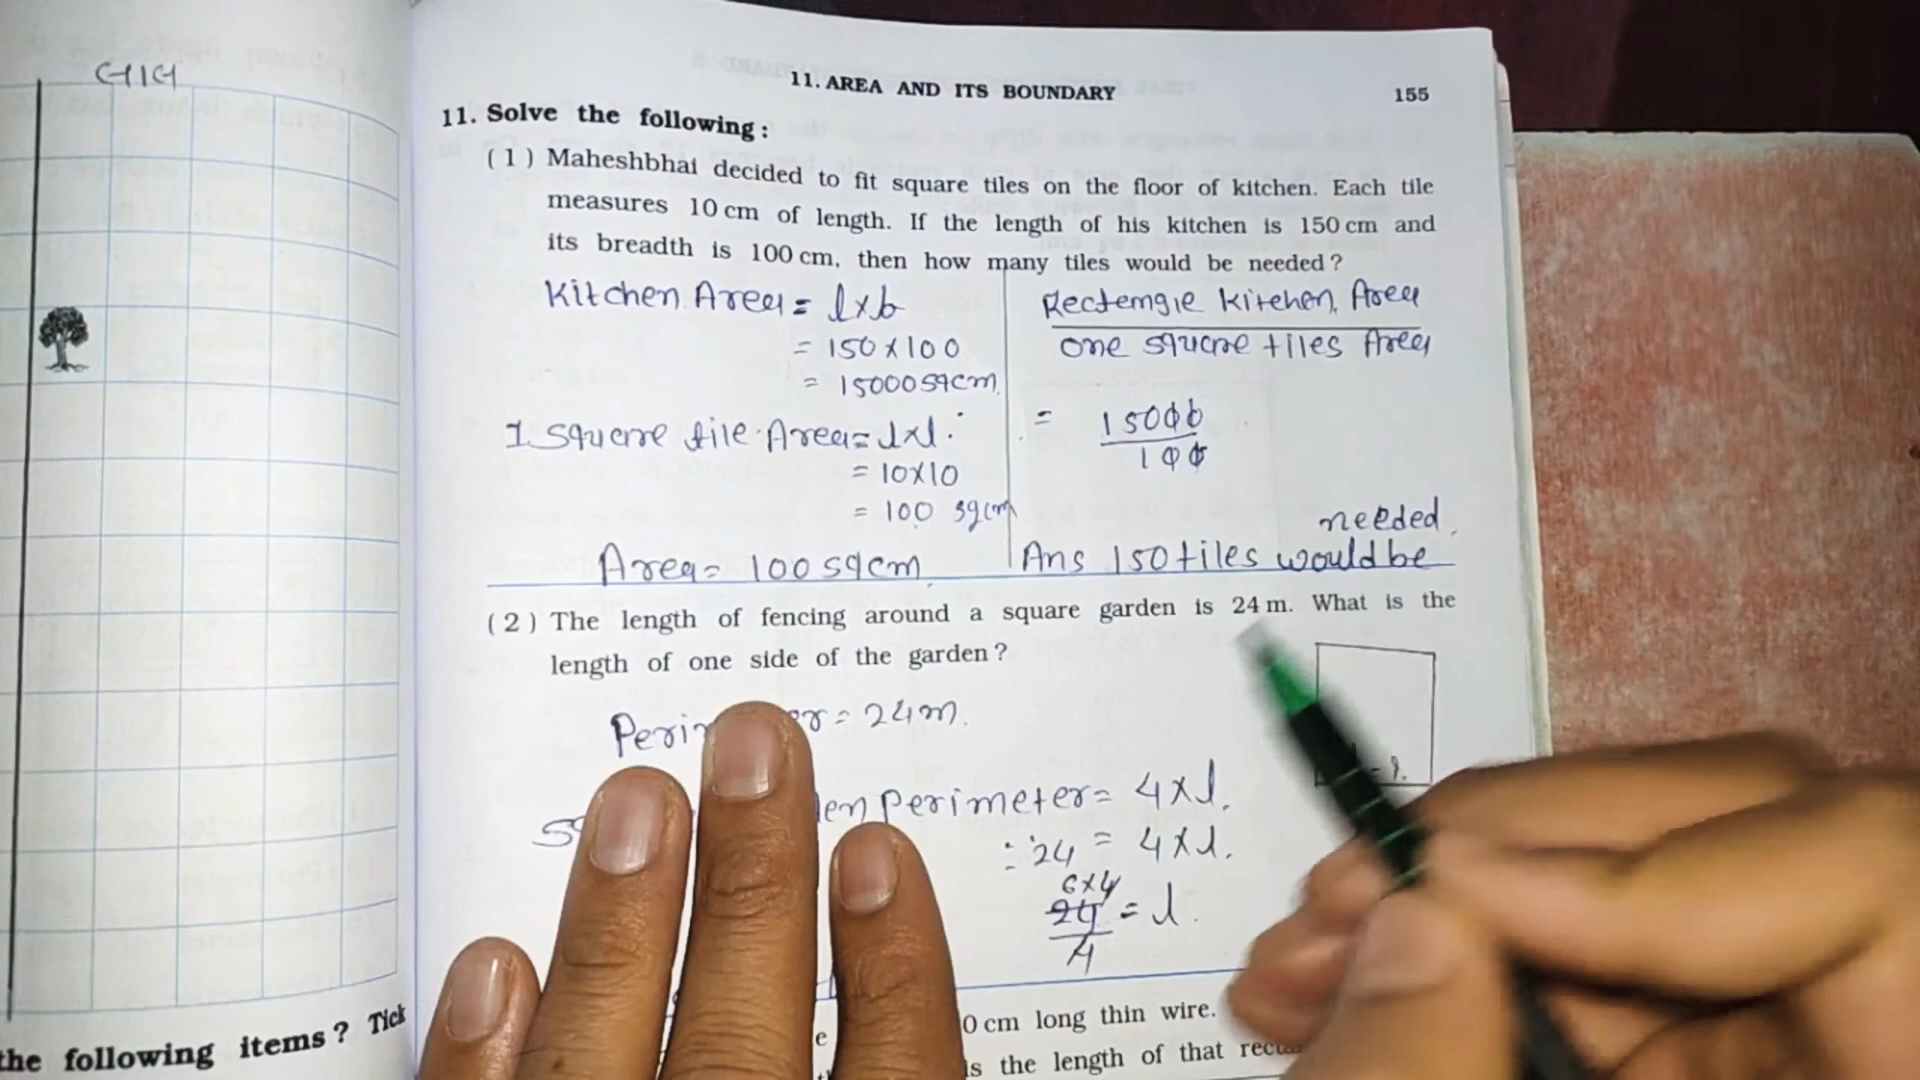 ભાગ
11. AREA AND ITS BOUNDARY 155
11. Solve the following :
( 1 ) Maheshbhai decided to fit square tiles on the floor of kitchen. Each tile
measures 10 cm of length. If the length of his kitchen is 150 cm and
its breadth is 100 cm, then how many tiles would be needed ?
Kitchen Area = l×b
= 150×100
= 15000sqcm
1 square tile Area = l×l
= 10×10
= 100 sqcm
Area = 100sqcm
Rectangle kitchen Area
one square tiles Area
= 15000
100
needed
Ans 150 tiles would be
( 2 ) The length of fencing around a square garden is 24 m. What is the
length of one side of the garden ?
= 24m.
perimeter = 4×l.
∴ 24 = 4×l.
6×4
24 = l.
4
0 cm long thin wire.
is the length of that
the following items ? Tick